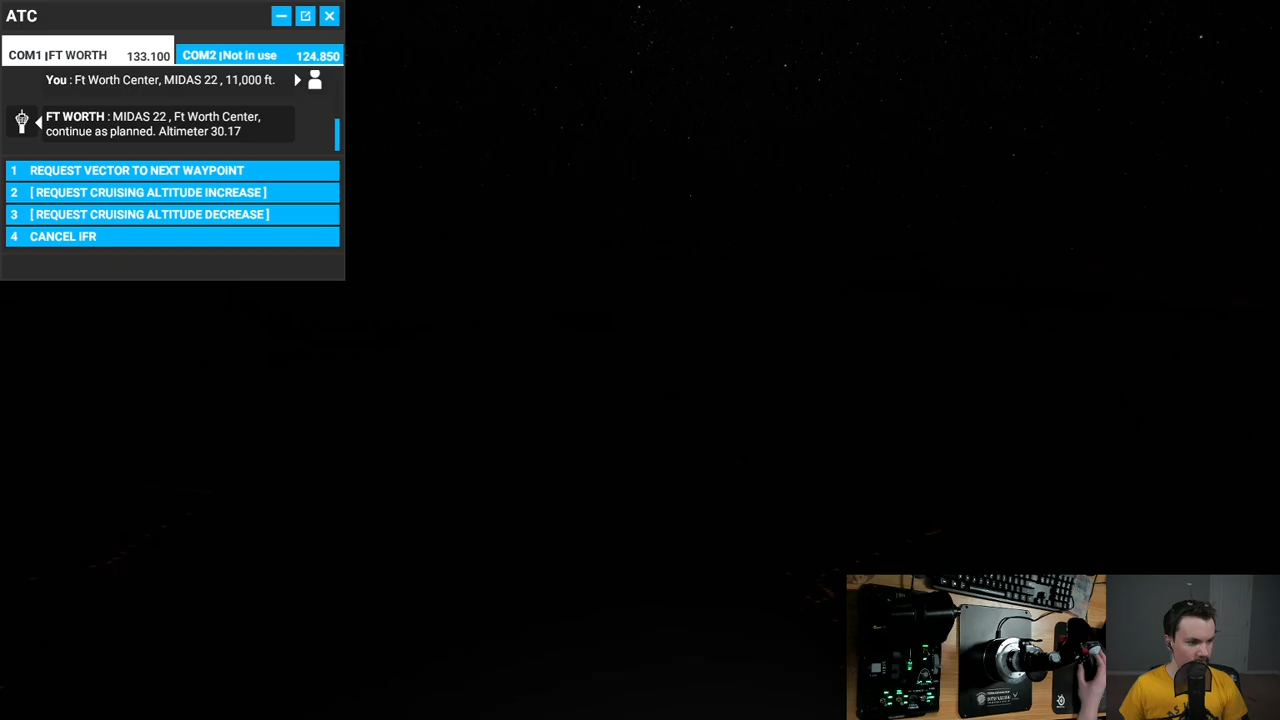 ATC
COM1 | FT WORTH 133.100
COM2 | Not in use 124.850
You : Ft Worth Center, MIDAS 22 , 11,000 ft.
FT WORTH : MIDAS 22 , Ft Worth Center,
continue as planned. Altimeter 30.17
1 REQUEST VECTOR TO NEXT WAYPOINT
2 [ REQUEST CRUISING ALTITUDE INCREASE ]
3 [ REQUEST CRUISING ALTITUDE DECREASE ]
4 CANCEL IFR